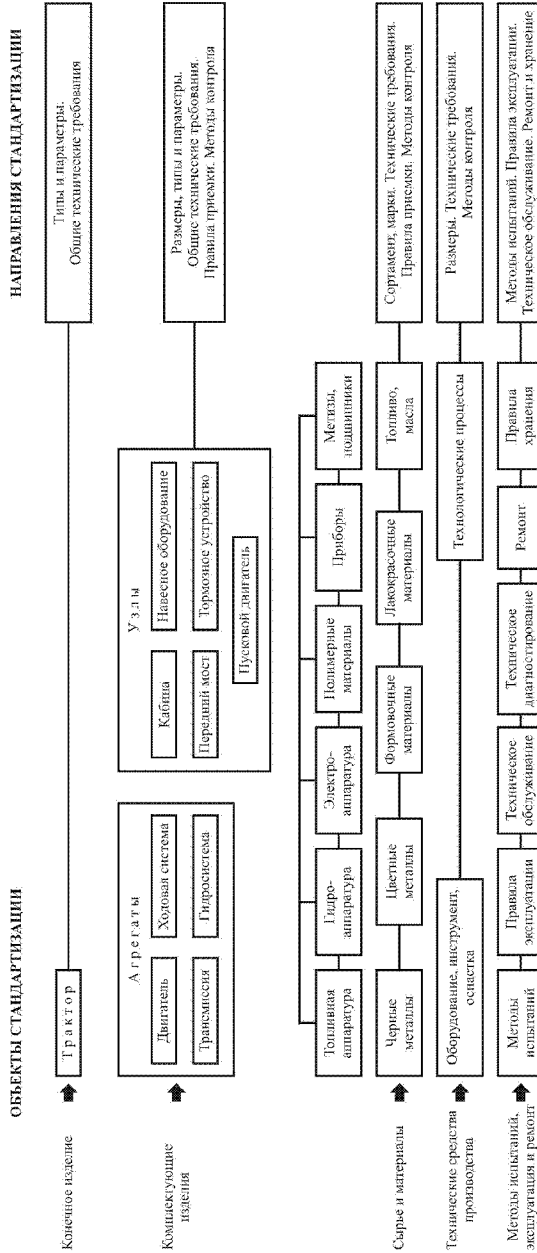 ОБЪЕКТЫ СТАНДАРТИЗАЦИИ
НАПРАВЛЕНИЯ СТАНДАРТИЗАЦИИ
Конечное изделие
Трактор
Типы и параметры.
Общие технические требования
Комплектующие
изделия
Агрегаты
Двигатель
Ходовая система
Трансмиссия
Гидросистема
Узлы
Кабина
Навесное оборудование
Передний мост
Тормозное устройство
Пусковой двигатель
Размеры, типы и параметры.
Общие технические требования.
Правила приемки. Методы контроля
Топливная
аппаратура
Гидро-
аппаратура
Электро-
аппаратура
Полимерные
материалы
Приборы
Метизы,
подшипники
Сырье и материалы
Черные
металлы
Цветные
металлы
Формовочные
материалы
Лакокрасочные
материалы
Топливо,
масла
Сортамент, марки. Технические требования.
Правила приемки. Методы контроля
Технические средства
производства
Оборудование, инструмент,
оснастка
Технологические процессы
Размеры. Технические требования.
Методы контроля
Методы испытаний,
эксплуатация и ремонт
Методы
испытаний
Правила
эксплуатации
Техническое
обслуживание
Техническое
диагностирование
Ремонт
Правила
хранения
Методы испытаний. Правила эксплуатации.
Техническое обслуживание. Ремонт и хранение